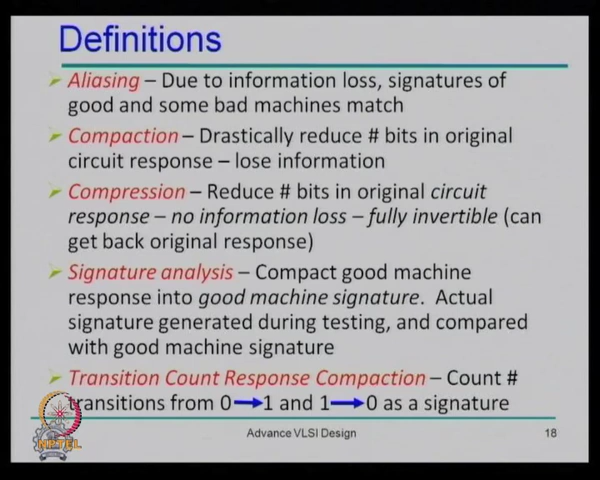 Definitions
Aliasing – Due to information loss, signatures of
good and some bad machines match
Compaction – Drastically reduce # bits in original
circuit response – lose information
Compression – Reduce # bits in original circuit
response – no information loss – fully invertible (can
get back original response)
Signature analysis – Compact good machine
response into good machine signature. Actual
signature generated during testing, and compared
with good machine signature
Transition Count Response Compaction – Count #
transitions from 0→1 and 1→0 as a signature
NPTEL
Advance VLSI Design
18